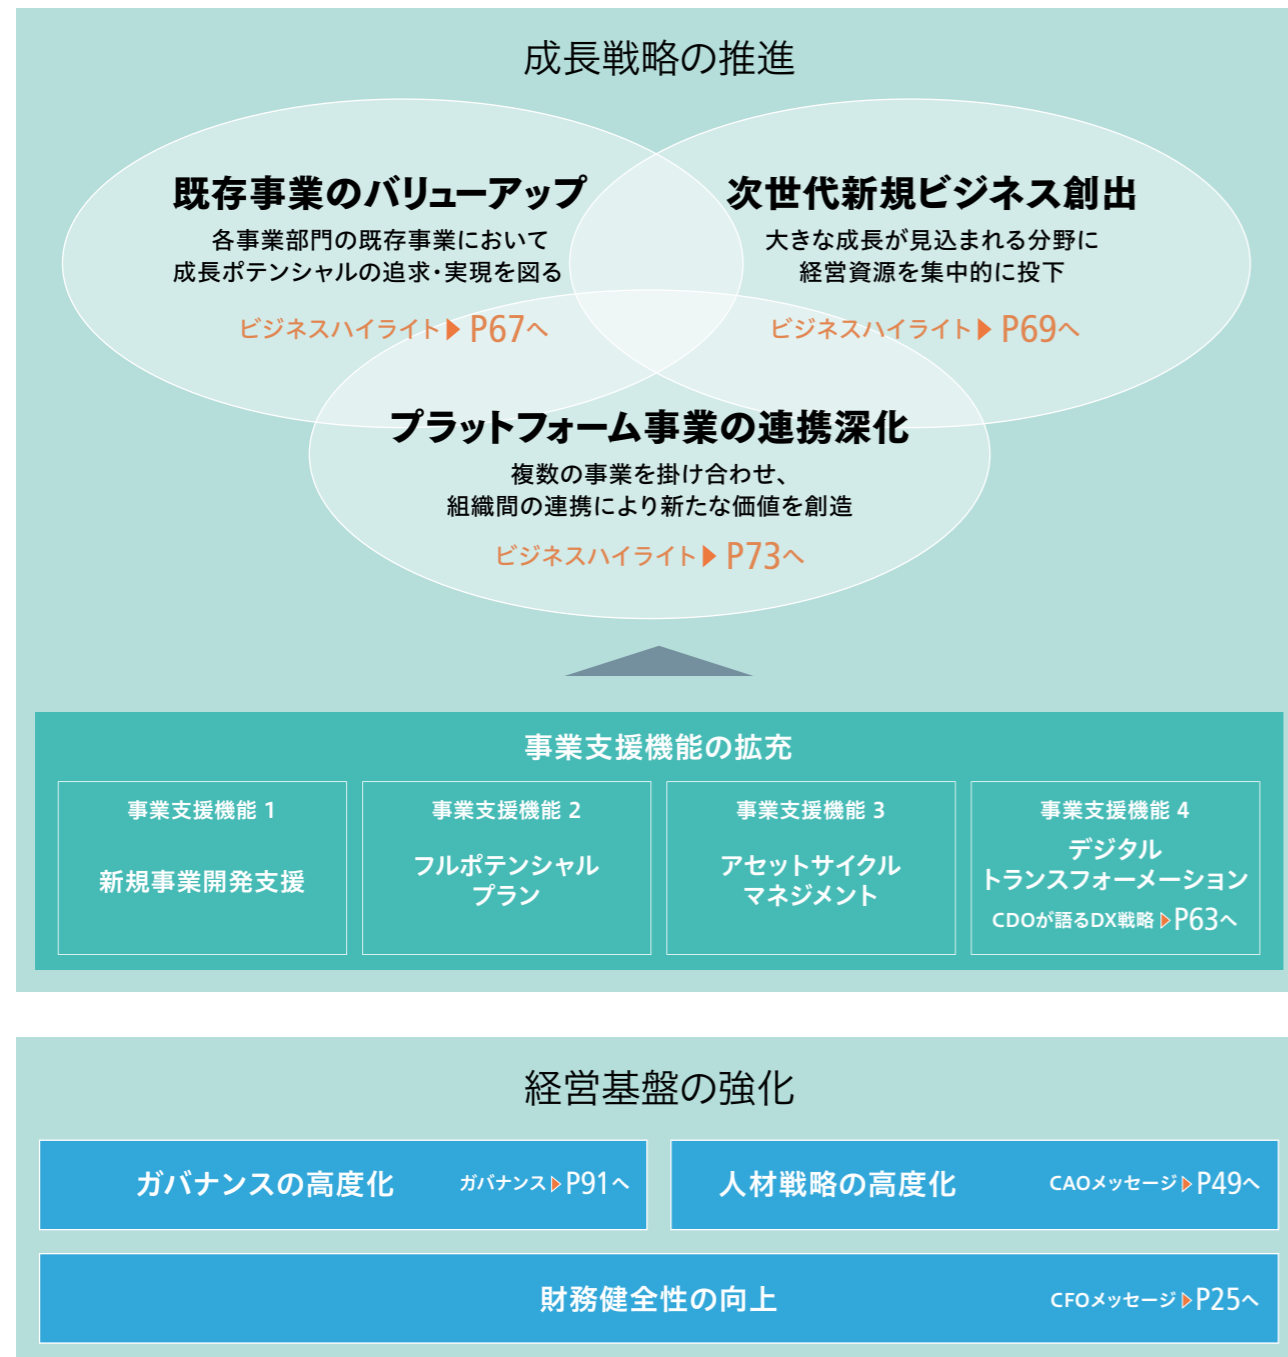 成長戦略の推進
既存事業のバリューアップ
各事業部門の既存事業において
成長ポテンシャルの追求・実現を図る
ビジネスハイライト▶P67へ
次世代新規ビジネス創出
大きな成長が見込まれる分野に
経営資源を集中的に投下
ビジネスハイライト▶P69へ
プラットフォーム事業の連携深化
複数の事業を掛け合わせ、
組織間の連携により新たな価値を創造
ビジネスハイライト▶P73へ
事業支援機能の拡充
事業支援機能 1
新規事業開発支援
事業支援機能 2
フルポテンシャル
プラン
事業支援機能 3
アセットサイクル
マネジメント
事業支援機能 4
デジタル
トランスフォーメーション
CDOが語るDX戦略▶P63へ
経営基盤の強化
ガバナンスの高度化
ガバナンス▶P91へ
人材戦略の高度化
CAOメッセージ▶P49へ
財務健全性の向上
CFOメッセージ▶P25へ